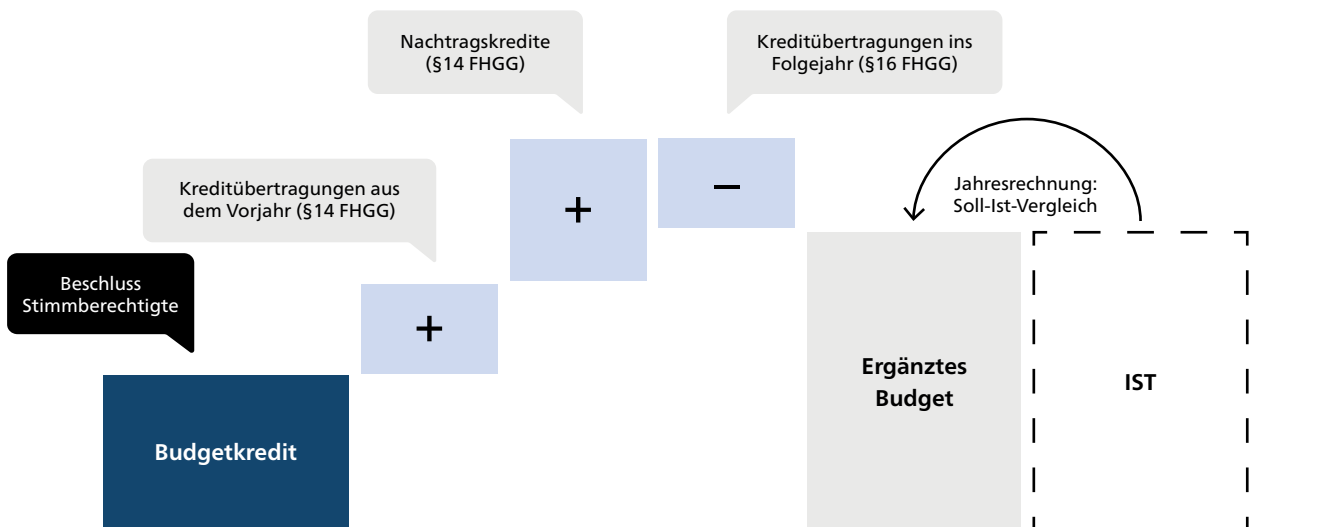 Nachtragskredite
(§14 FHGG)
Kreditübertragungen ins
Folgejahr (§16 FHGG)
Kreditübertragungen aus
dem Vorjahr (§14 FHGG)
+
−
Jahresrechnung:
Soll-Ist-Vergleich
Beschluss
Stimmberechtigte
+
Ergänztes
Budget
IST
Budgetkredit